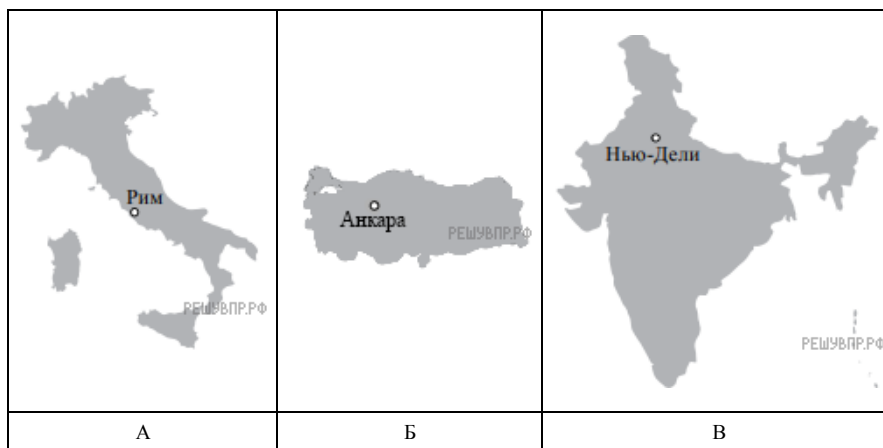 Рим
РЕШУВПР.РФ
Анкара
РЕШУВПР.РФ
Нью-Дели
РЕШУВПР.РФ
А
Б
В